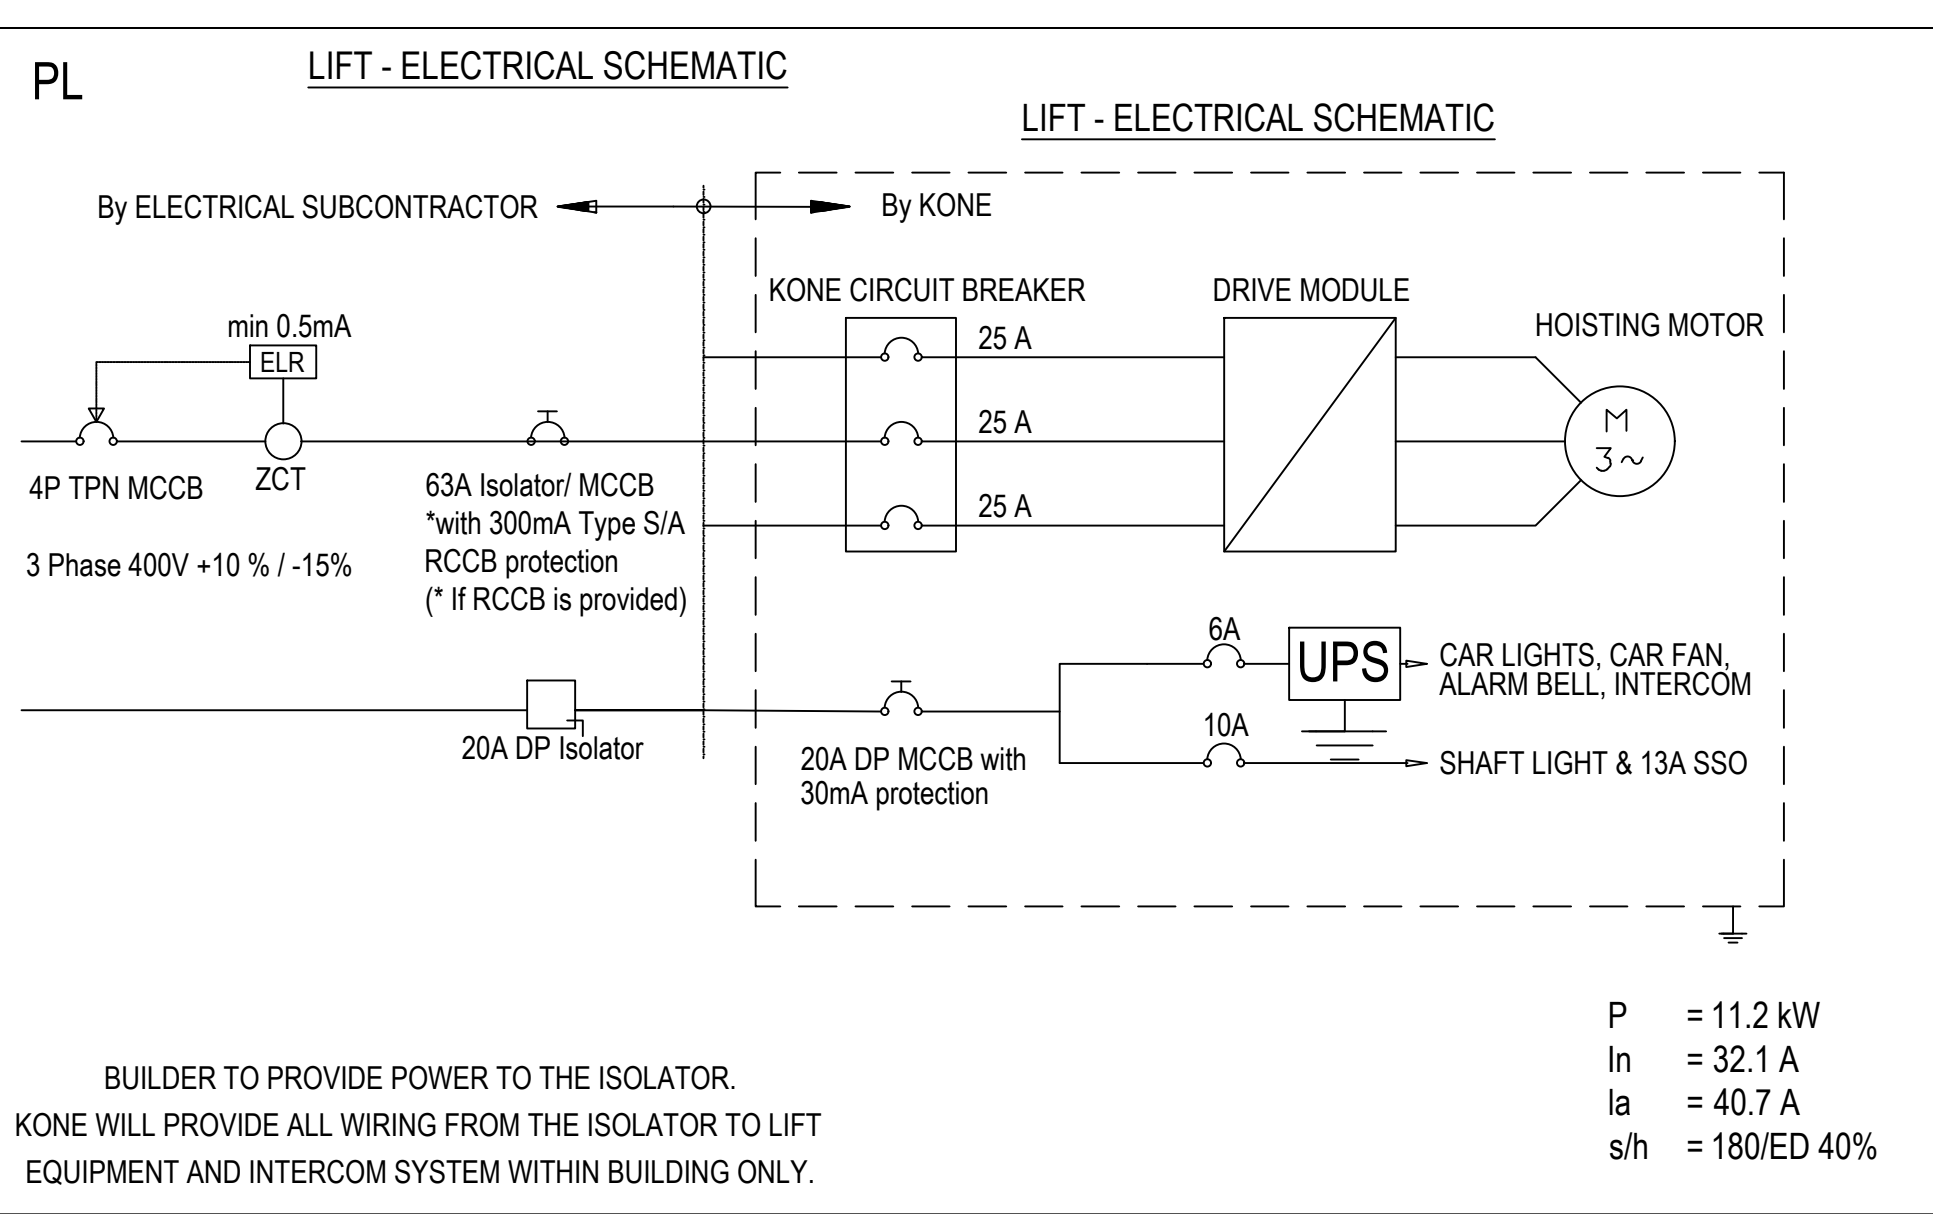 PL
LIFT - ELECTRICAL SCHEMATIC
LIFT - ELECTRICAL SCHEMATIC
By ELECTRICAL SUBCONTRACTOR
By KONE
KONE CIRCUIT BREAKER
DRIVE MODULE
HOISTING MOTOR
min 0.5mA
ELR
25 A
25 A
25 A
M
3~
4P TPN MCCB
ZCT
63A Isolator/ MCCB
*with 300mA Type S/A
RCCB protection
(* If RCCB is provided)
3 Phase 400V +10 % / -15%
6A
UPS
CAR LIGHTS, CAR FAN,
ALARM BELL, INTERCOM
10A
SHAFT LIGHT & 13A SSO
20A DP Isolator
20A DP MCCB with
30mA protection
P = 11.2 kW
In = 32.1 A
Ia = 40.7 A
s/h = 180/ED 40%
BUILDER TO PROVIDE POWER TO THE ISOLATOR.
KONE WILL PROVIDE ALL WIRING FROM THE ISOLATOR TO LIFT
EQUIPMENT AND INTERCOM SYSTEM WITHIN BUILDING ONLY.